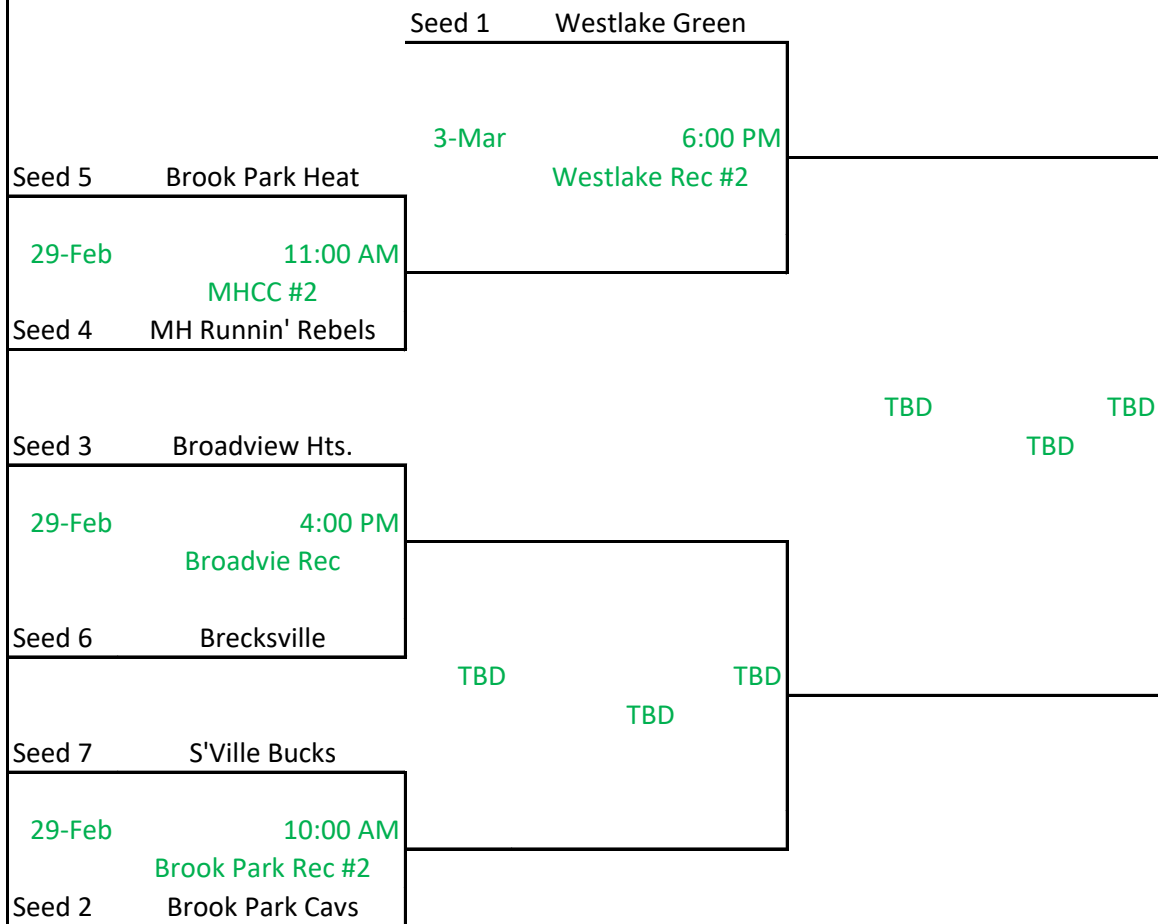 Seed 1 Westlake Green
3-Mar 6:00 PM
Seed 5 Brook Park Heat
Westlake Rec #2
29-Feb 11:00 AM
MHCC #2
Seed 4 MH Runnin' Rebels
TBD TBD
Seed 3 Broadview Hts.
TBD
29-Feb 4:00 PM
Broadvie Rec
Seed 6 Brecksville
TBD TBD
TBD
Seed 7 S'Ville Bucks
29-Feb 10:00 AM
Brook Park Rec #2
Seed 2 Brook Park Cavs